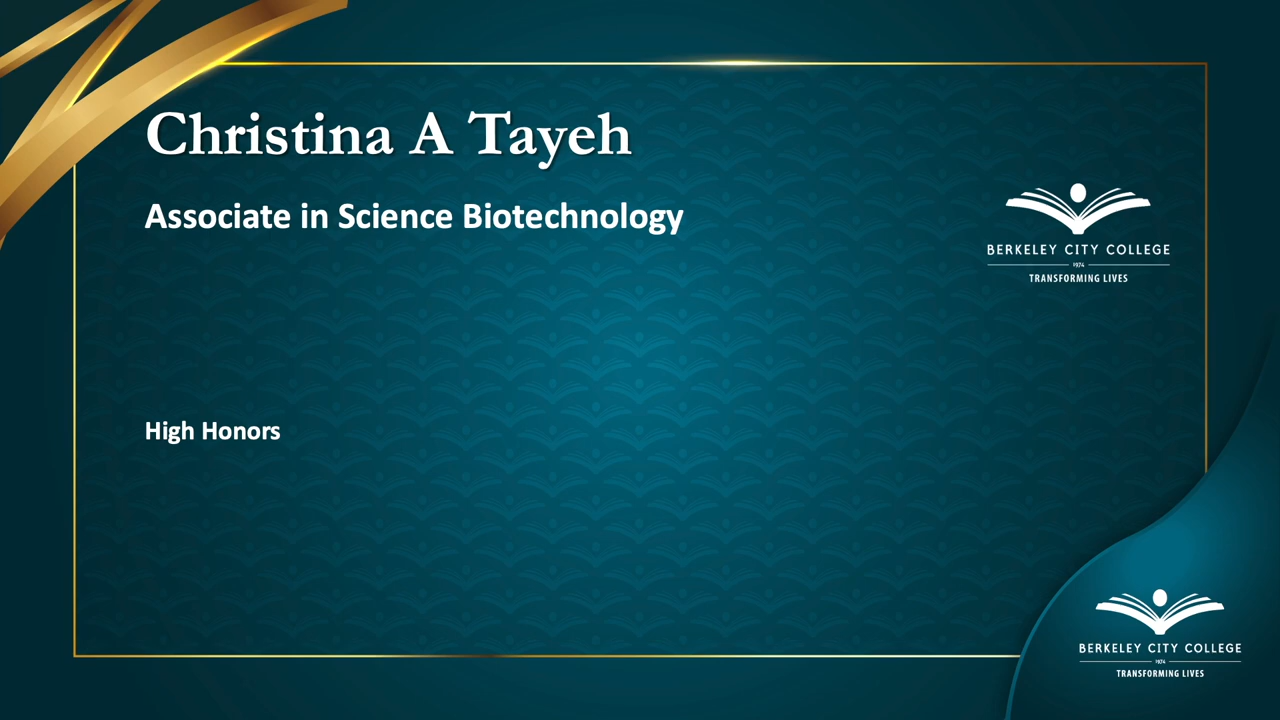 Christina A Tayeh
Associate in Science Biotechnology
BERKELEY CITY COLLEGE
1974
TRANSFORMING LIVES
High Honors
BERKELEY CITY COLLEGE
1974
TRANSFORMING LIVES